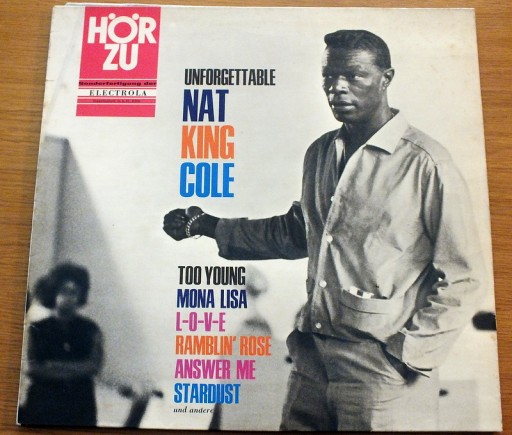 HÖR
ZU
Sonderfertigung der
ELECTROLA
UNFORGETTABLE
NAT
KING
COLE
TOO YOUNG
MONA LISA
L-O-V-E
RAMBLIN' ROSE
ANSWER ME
STARDUST
und andere